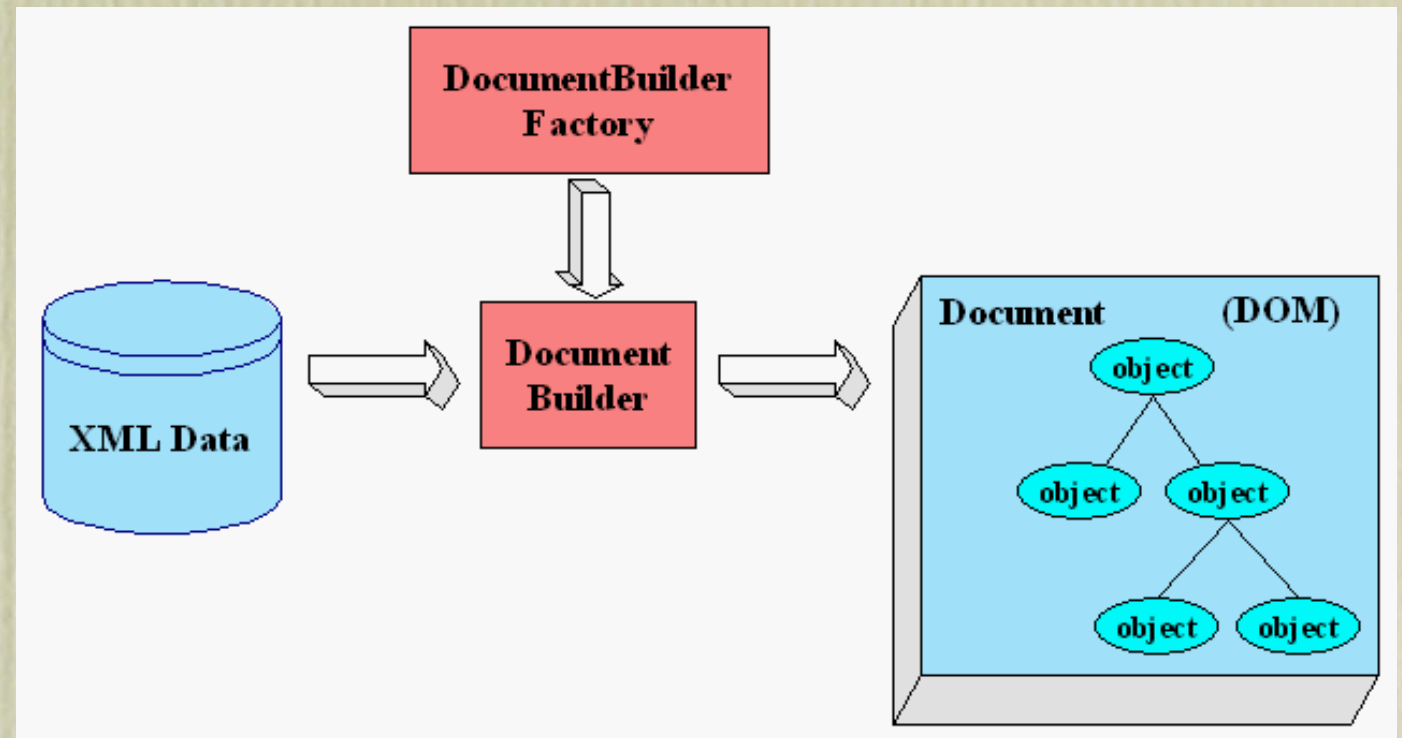 DocumentBuilder
Factory
XML Data
Document
Builder
Document (DOM)
object
object object
object object